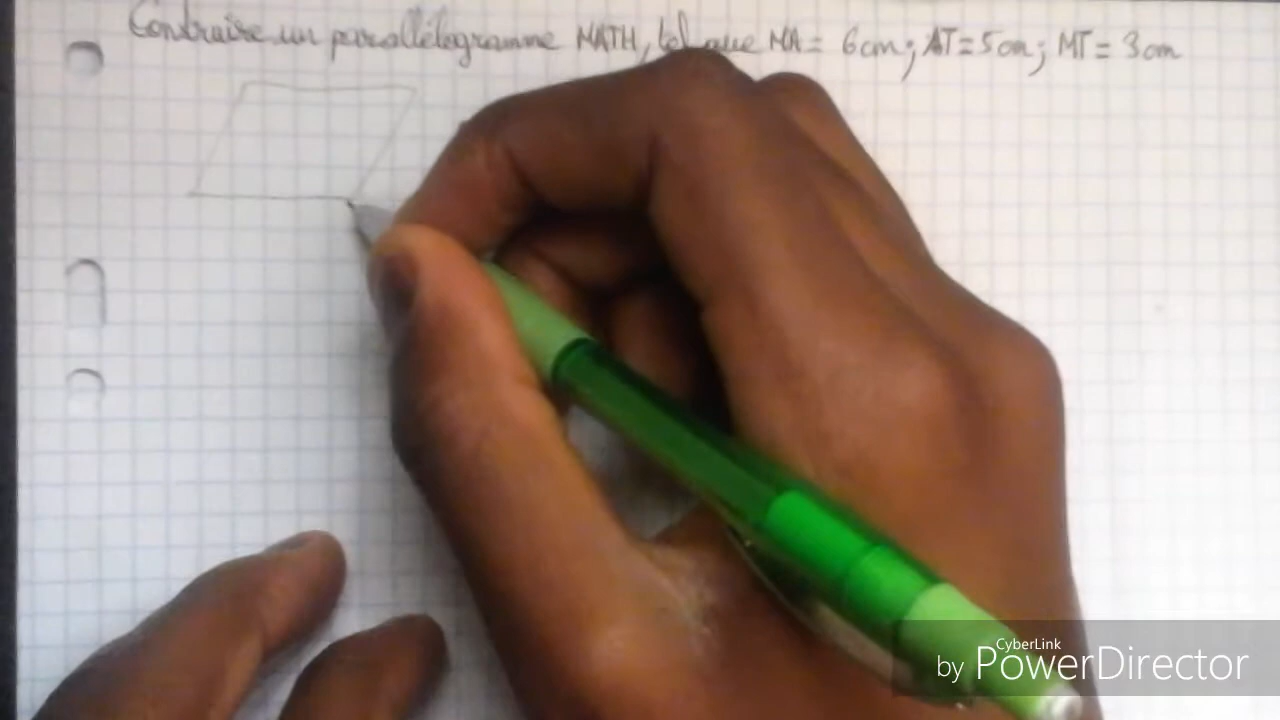 Construire un parallélogramme MATH, tel que MA = 6cm ; AT = 5cm ; MT = 3cm
CyberLink
by PowerDirector